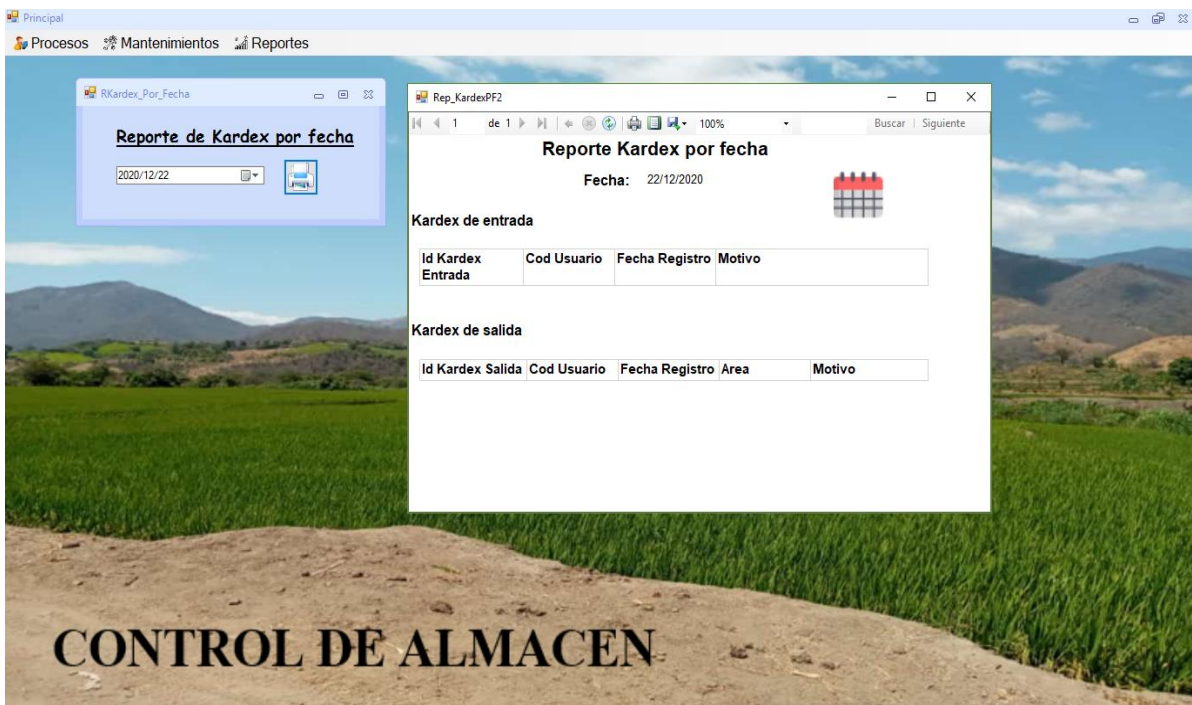 Principal
Procesos Mantenimientos Reportes
RKardex_Por_Fecha
Reporte de Kardex por fecha
2020/12/22
Rep_KardexPF2
1 de 1 100% Buscar | Siguiente
Reporte Kardex por fecha
Fecha: 22/12/2020
Kardex de entrada
Id Kardex Entrada Cod Usuario Fecha Registro Motivo
Kardex de salida
Id Kardex Salida Cod Usuario Fecha Registro Area Motivo
CONTROL DE ALMACEN